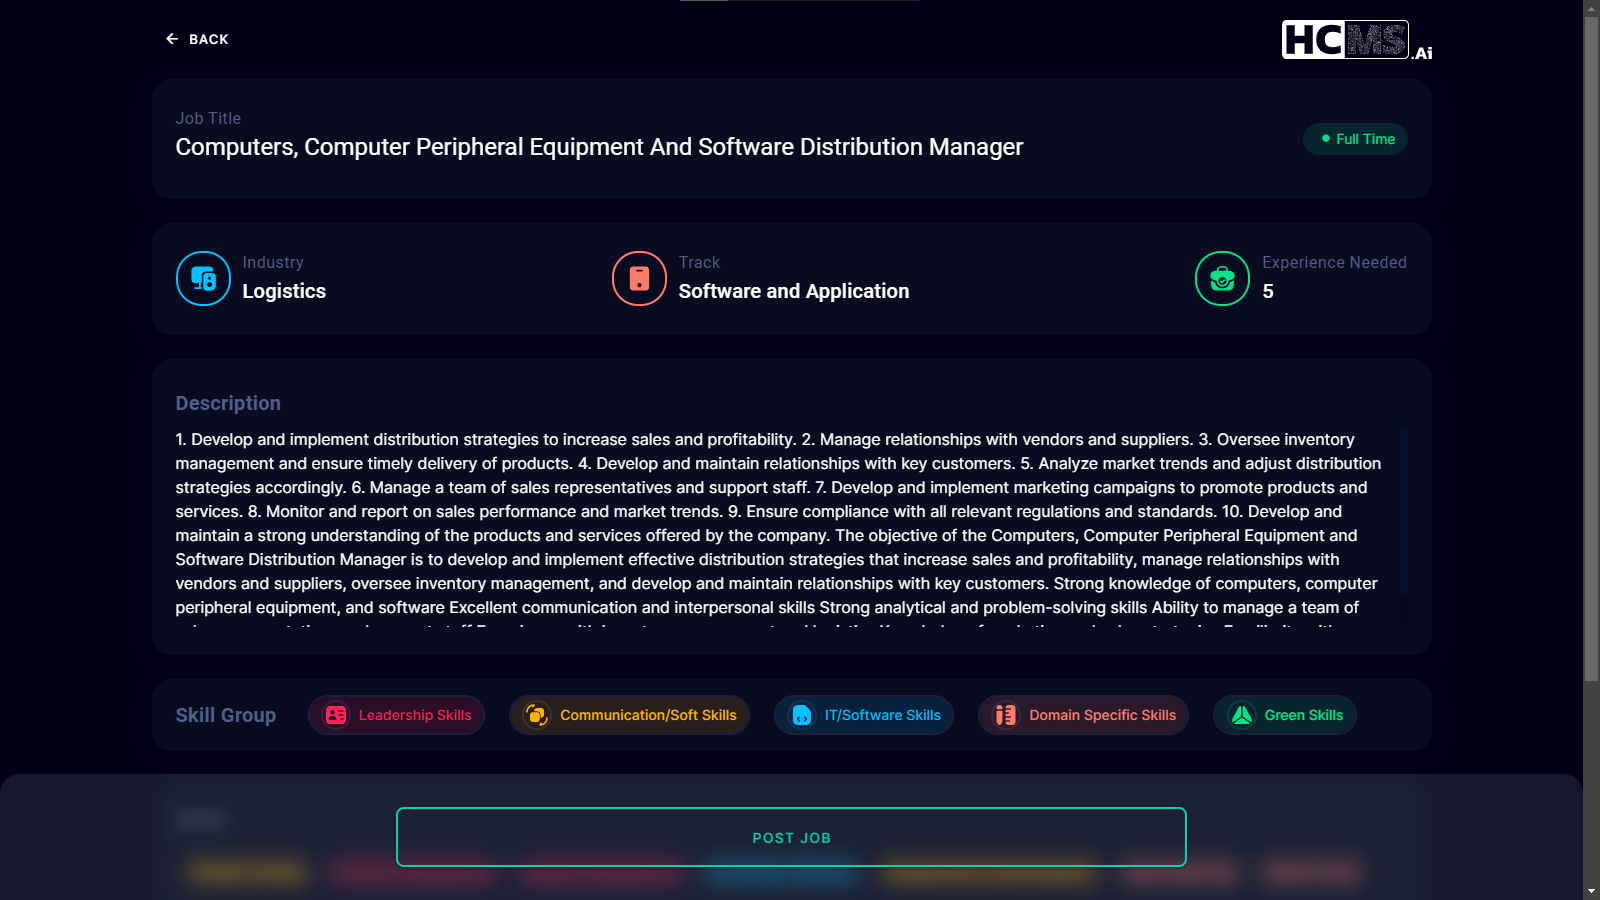 BACK
HCMS.Ai
Job Title
Computers, Computer Peripheral Equipment And Software Distribution Manager
Full Time
Industry
Logistics
Track
Software and Application
Experience Needed
5
Description
1. Develop and implement distribution strategies to increase sales and profitability. 2. Manage relationships with vendors and suppliers. 3. Oversee inventory
management and ensure timely delivery of products. 4. Develop and maintain relationships with key customers. 5. Analyze market trends and adjust distribution
strategies accordingly. 6. Manage a team of sales representatives and support staff. 7. Develop and implement marketing campaigns to promote products and
services. 8. Monitor and report on sales performance and market trends. 9. Ensure compliance with all relevant regulations and standards. 10. Develop and
maintain a strong understanding of the products and services offered by the company. The objective of the Computers, Computer Peripheral Equipment and
Software Distribution Manager is to develop and implement effective distribution strategies that increase sales and profitability, manage relationships with
vendors and suppliers, oversee inventory management, and develop and maintain relationships with key customers. Strong knowledge of computers, computer
peripheral equipment, and software Excellent communication and interpersonal skills Strong analytical and problem-solving skills Ability to manage a team of
Skill Group
Leadership Skills
Communication/Soft Skills
IT/Software Skills
Domain Specific Skills
Green Skills
POST JOB